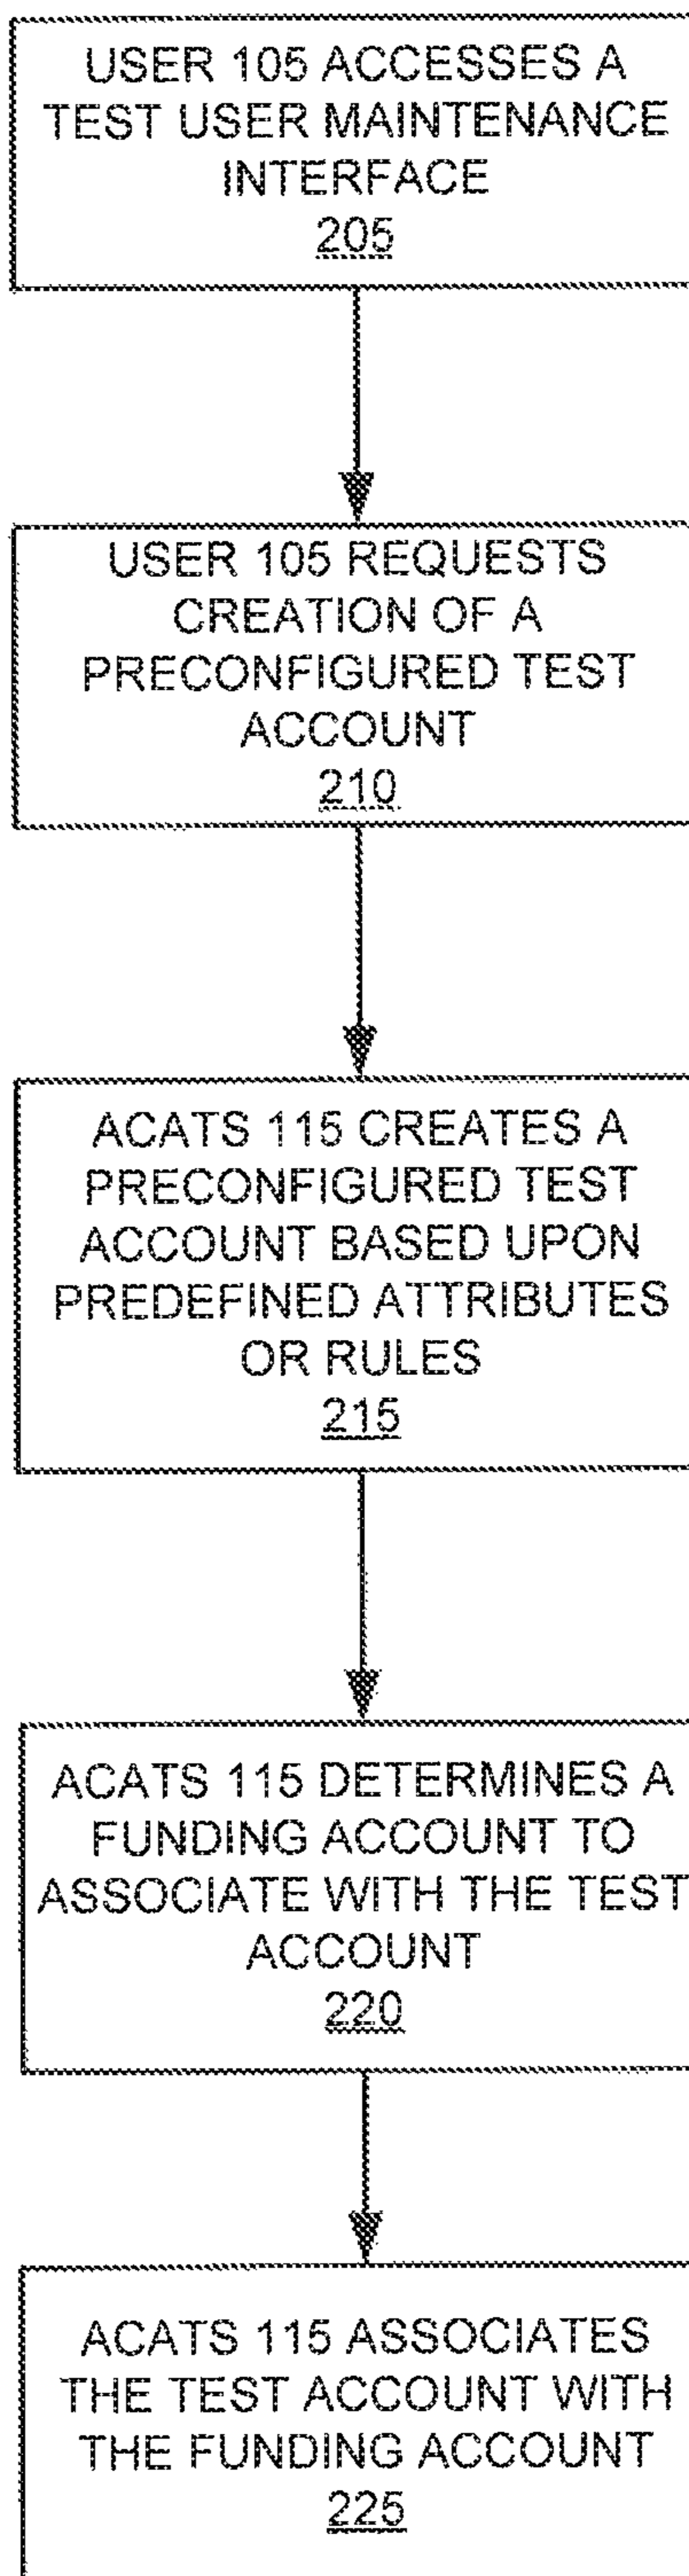 USER 105 ACCESSES A
TEST USER MAINTENANCE
INTERFACE
205
USER 105 REQUESTS
CREATION OF A
PRECONFIGURED TEST
ACCOUNT
210
ACATS 115 CREATES A
PRECONFIGURED TEST
ACCOUNT BASED UPON
PREDEFINED ATTRIBUTES
OR RULES
215
ACATS 115 DETERMINES A
FUNDING ACCOUNT TO
ASSOCIATE WITH THE TEST
ACCOUNT
220
ACATS 115 ASSOCIATES
THE TEST ACCOUNT WITH
THE FUNDING ACCOUNT
225